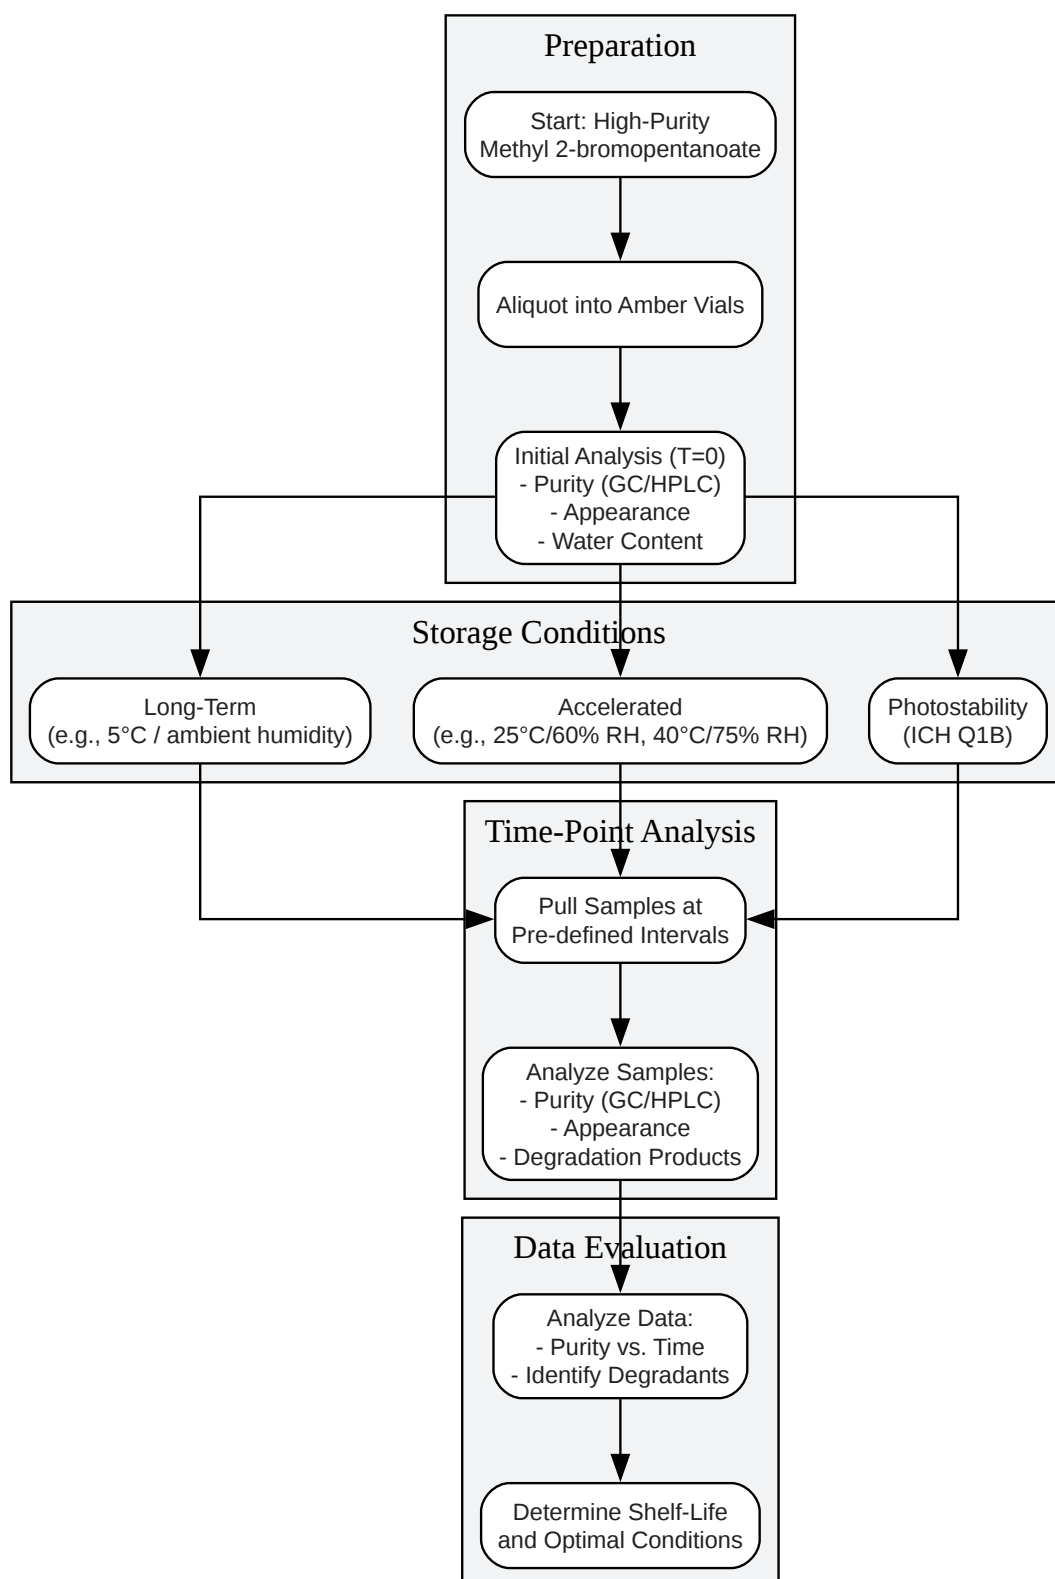 Preparation
Start: High-Purity
Methyl 2-bromopentanoate
Aliquot into Amber Vials
Initial Analysis (T=0)
- Purity (GC/HPLC)
- Appearance
- Water Content
Storage Conditions
Long-Term
(e.g., 5°C / ambient humidity)
Accelerated
(e.g., 25°C/60% RH, 40°C/75% RH)
Photostability
(ICH Q1B)
Time-Point Analysis
Pull Samples at
Pre-defined Intervals
Analyze Samples:
- Purity (GC/HPLC)
- Appearance
- Degradation Products
Data Evaluation
Analyze Data:
- Purity vs. Time
- Identify Degradants
Determine Shelf-Life
and Optimal Conditions